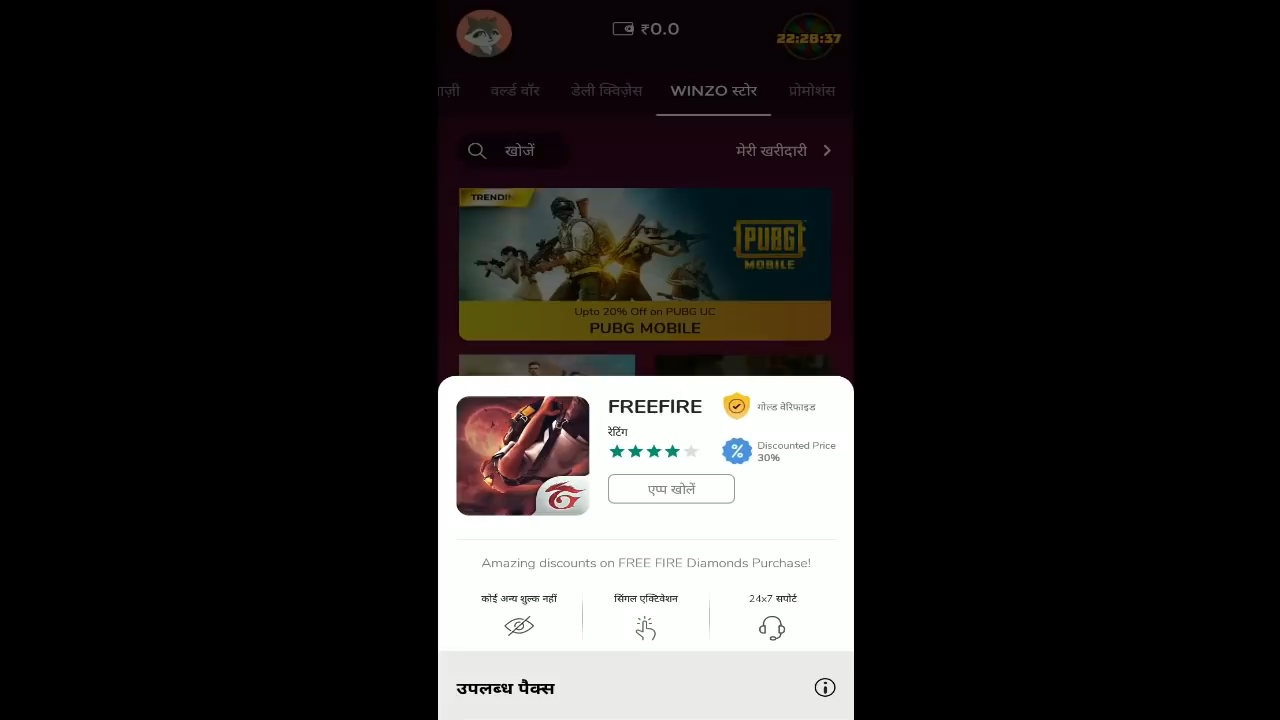 ₹0.0
22:28:37
वर्ल्ड वॉर
डेली क्विज़ेस
WINZO स्टोर
प्रोमोशंस
खोजें
मेरी खरीदारी
PUBG
MOBILE
Upto 20% Off on PUBG UC
PUBG MOBILE
FREEFIRE
गोल्ड वेरिफाइड
रेटिंग
Discounted Price
30%
एप्प खोलें
Amazing discounts on FREE FIRE Diamonds Purchase!
कोई अन्य शुल्क नहीं
सिंगल एक्टिवेशन
24x7 सपोर्ट
उपलब्ध पैक्स